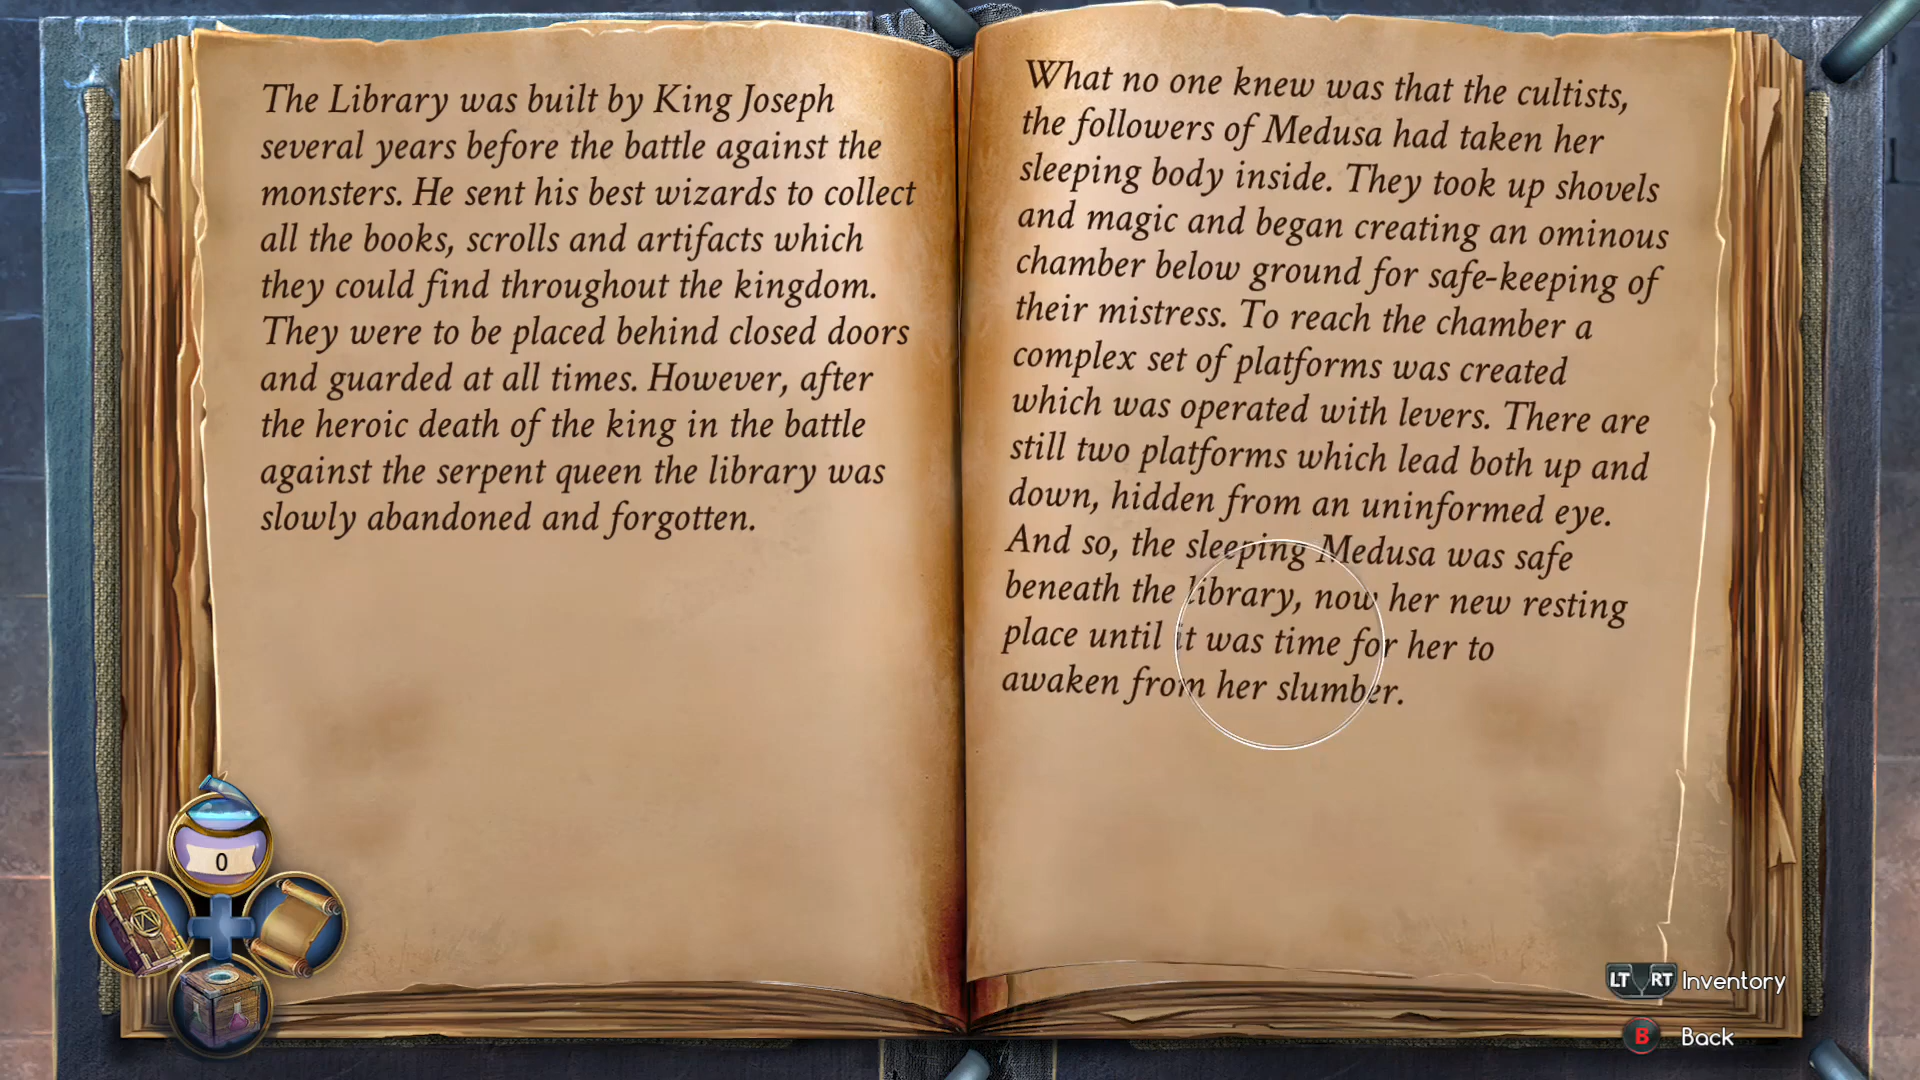 The Library was built by King Joseph
several years before the battle against the
monsters. He sent his best wizards to collect
all the books, scrolls and artifacts which
they could find throughout the kingdom.
They were to be placed behind closed doors
and guarded at all times. However, after
the heroic death of the king in the battle
against the serpent queen the library was
slowly abandoned and forgotten.
What no one knew was that the cultists,
the followers of Medusa had taken her
sleeping body inside. They took up shovels
and magic and began creating an ominous
chamber below ground for safe-keeping of
their mistress. To reach the chamber a
complex set of platforms was created
which was operated with levers. There are
still two platforms which lead both up and
down, hidden from an uninformed eye.
And so, the sleeping Medusa was safe
beneath the library, now her new resting
place until it was time for her to
awaken from her slumber.
0
LT RT Inventory
B Back